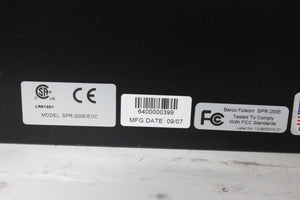 LR91261
MODEL: SPR-2005/EOC
6400000399
MFG DATE: 09/07
Barco Folsom SPR-2005
Tested To Comply
With FCC Standards